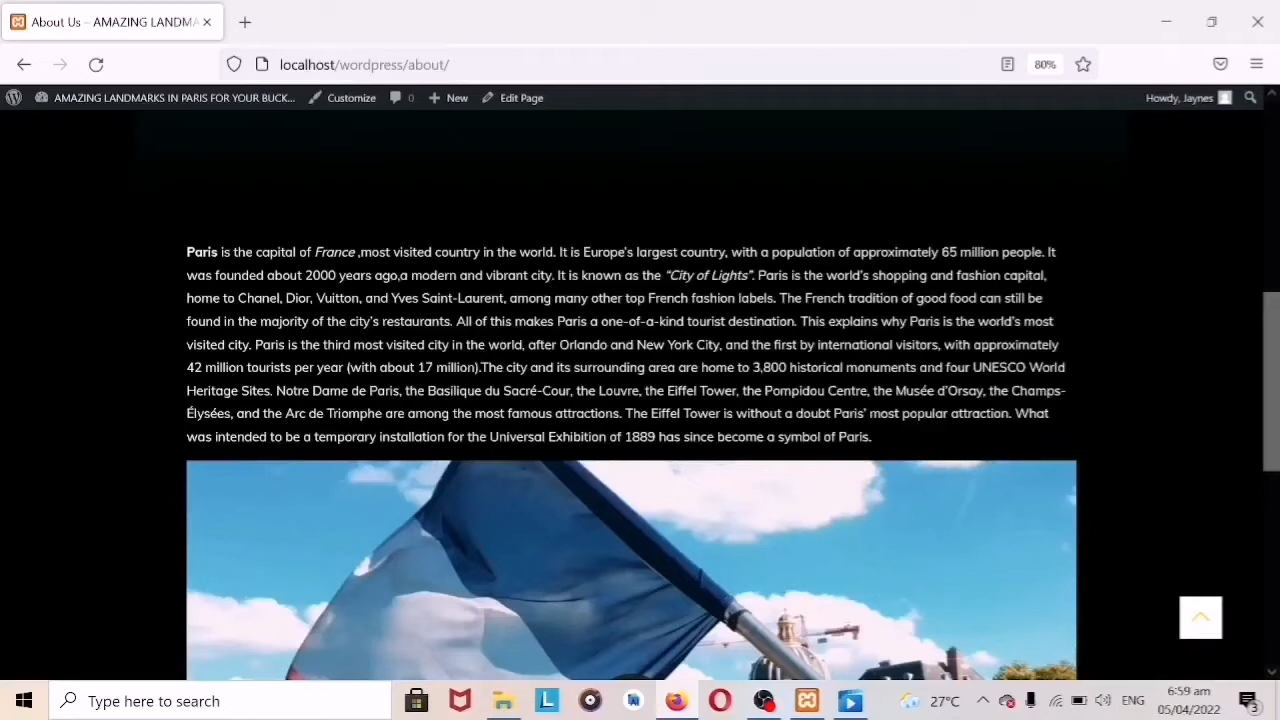 About Us – AMAZING LANDMA
localhost/wordpress/about/
80%
AMAZING LANDMARKS IN PARIS FOR YOUR BUCK...
Customize
0
New
Edit Page
Howdy, Jaynes
Paris is the capital of France ,most visited country in the world. It is Europe's largest country, with a population of approximately 65 million people. It
was founded about 2000 years ago,a modern and vibrant city. It is known as the “City of Lights”. Paris is the world's shopping and fashion capital,
home to Chanel, Dior, Vuitton, and Yves Saint-Laurent, among many other top French fashion labels. The French tradition of good food can still be
found in the majority of the city's restaurants. All of this makes Paris a one-of-a-kind tourist destination. This explains why Paris is the world's most
visited city. Paris is the third most visited city in the world, after Orlando and New York City, and the first by international visitors, with approximately
42 million tourists per year (with about 17 million).The city and its surrounding area are home to 3,800 historical monuments and four UNESCO World
Heritage Sites. Notre Dame de Paris, the Basilique du Sacré-Cour, the Louvre, the Eiffel Tower, the Pompidou Centre, the Musée d'Orsay, the Champs-
Élysées, and the Arc de Triomphe are among the most famous attractions. The Eiffel Tower is without a doubt Paris' most popular attraction. What
was intended to be a temporary installation for the Universal Exhibition of 1889 has since become a symbol of Paris.
Type here to search
27°C
ENG
6:59 am
05/04/2022
3